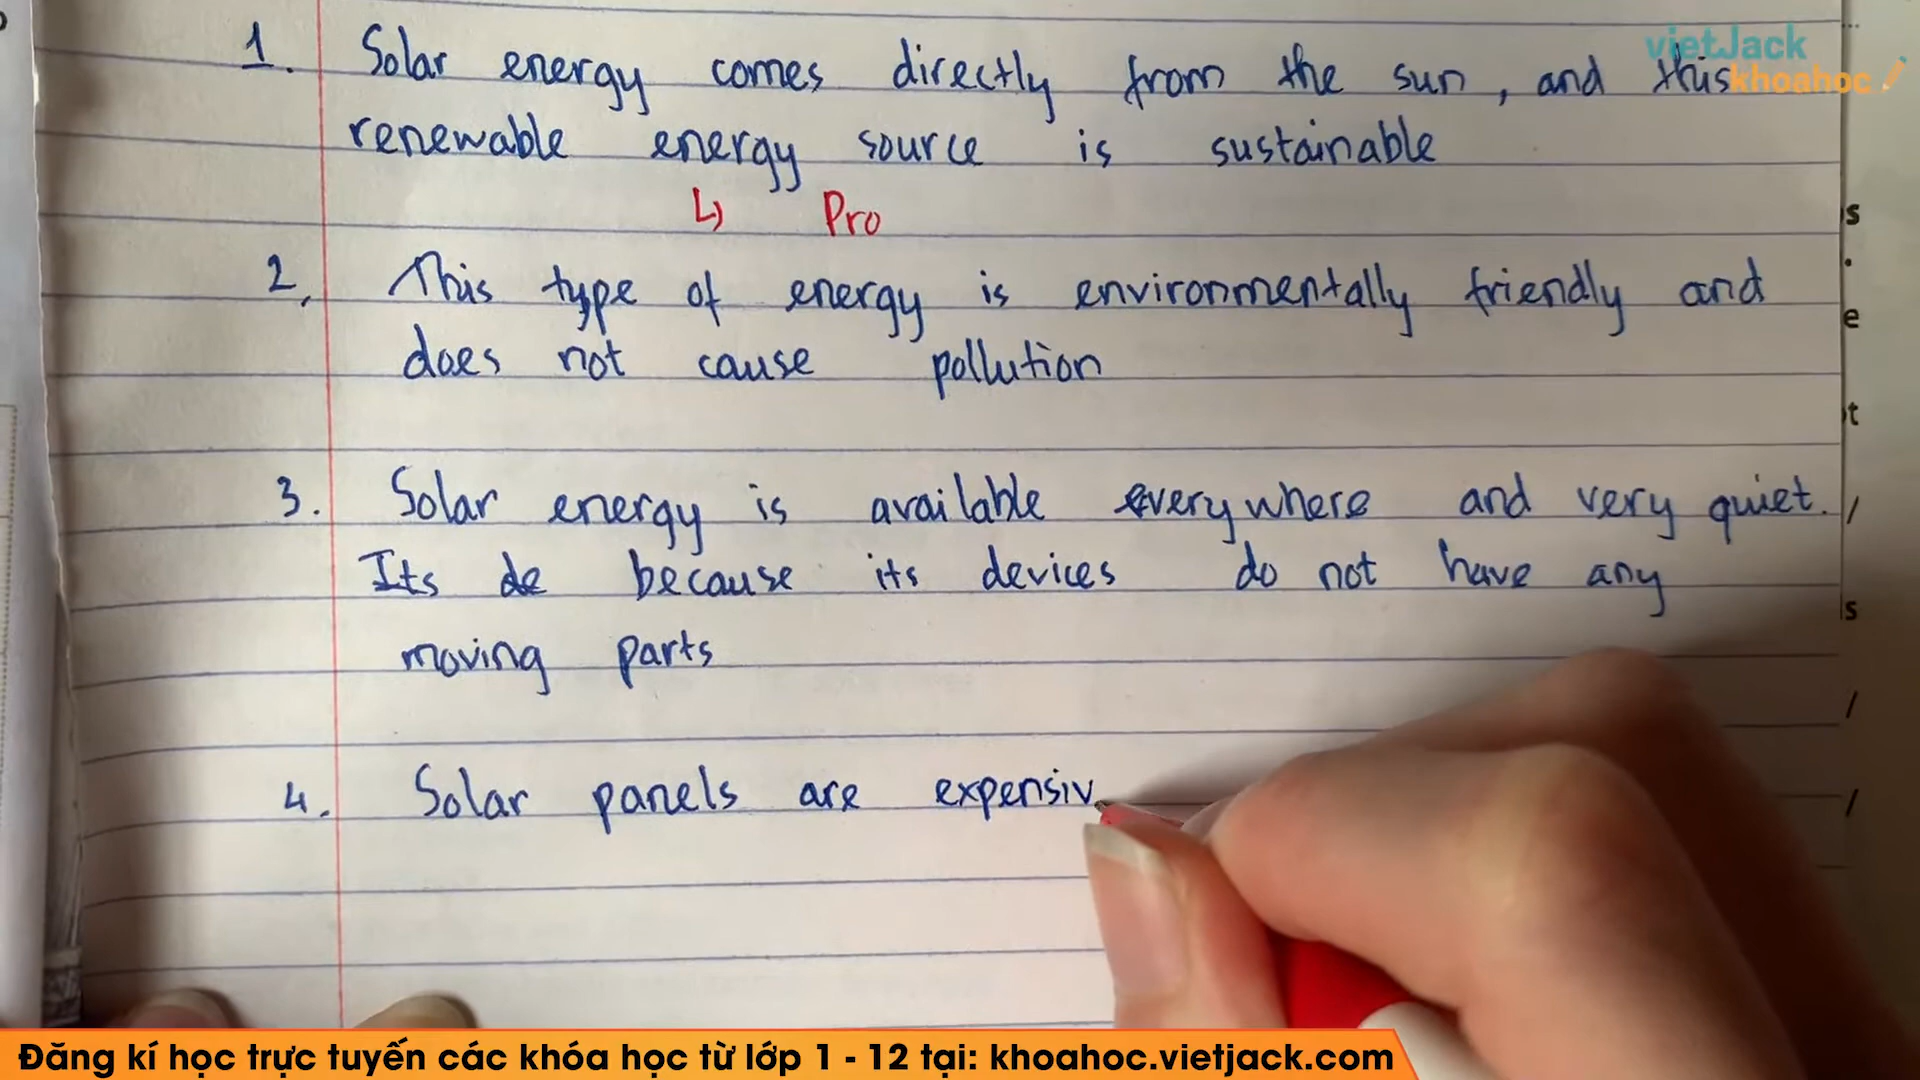 vietJack
khoahoc
1. Solar energy comes directly from the sun, and this
renewable energy source is sustainable
↳ Pro
2. This type of energy is environmentally friendly and
does not cause pollution
3. Solar energy is available everywhere and very quiet.
Its de because its devices do not have any
moving parts
4. Solar panels are expensiv
s
e
t
/
s
/
/
Đăng kí học trực tuyến các khóa học từ lớp 1 - 12 tại: khoahoc.vietjack.com